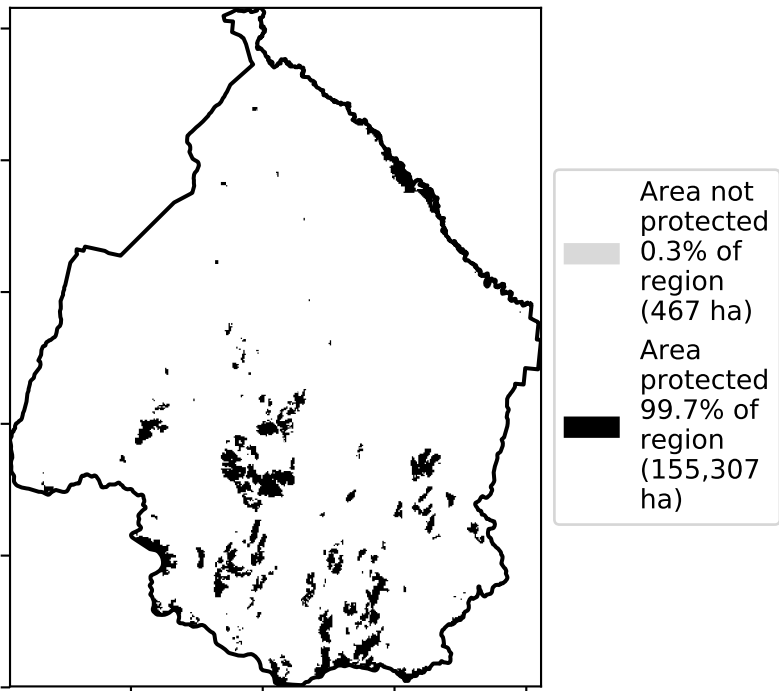 Area not
protected
0.3% of
region
(467 ha)
Area
protected
99.7% of
region
(155,307
ha)